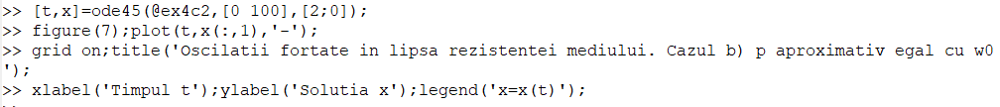 >> [t,x]=ode45(@ex4c2,[0 100],[2;0]);
>> figure(7);plot(t,x(:,1),'-');
>> grid on;title('Oscilatii fortate in lipsa rezistentei mediului. Cazul b) p aproximativ egal cu w0
');
>> xlabel('Timpul t');ylabel('Solutia x');legend('x=x(t)');